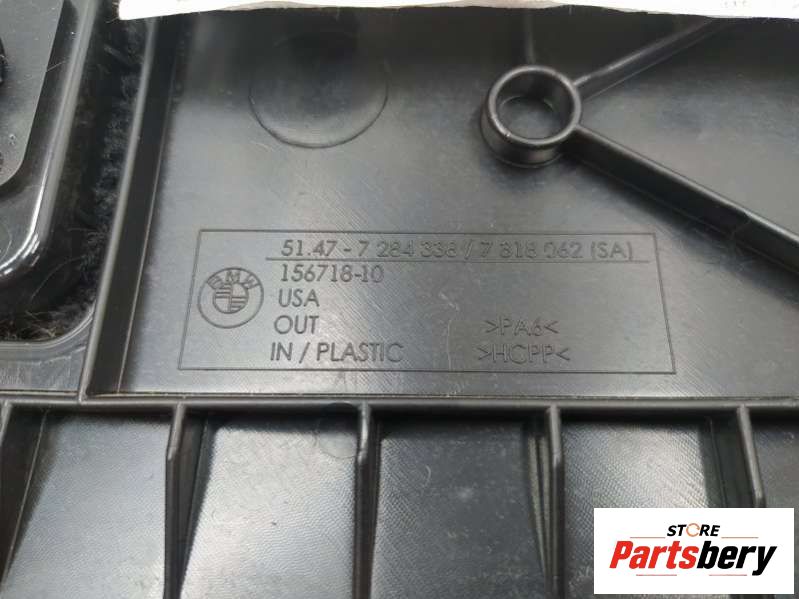 51.47 - 7 284 338 / 7 318 062 (SA)
156718-10
BMW
USA
OUT >PA6<
IN / PLASTIC >HCPP<
STORE
Partsbery